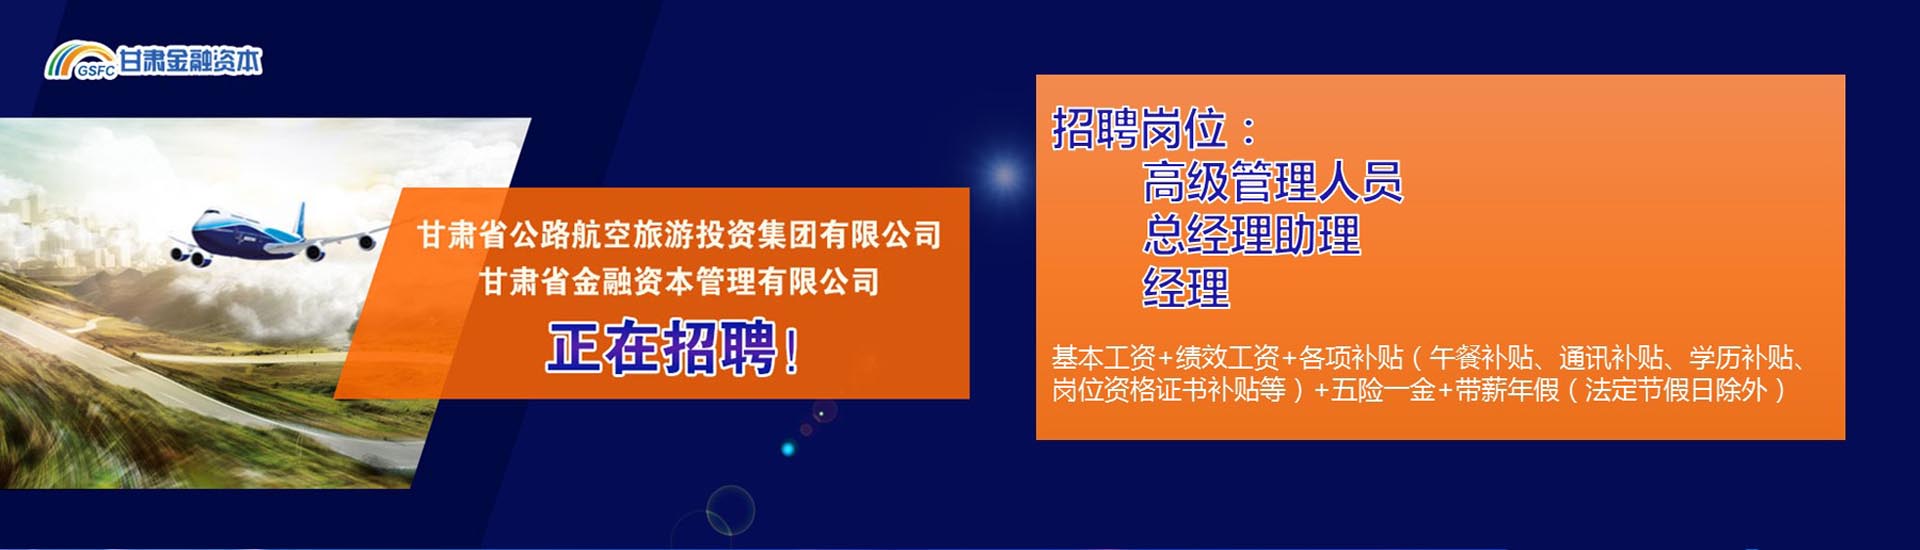 GSFC 甘肃金融资本
甘肃省公路航空旅游投资集团有限公司
甘肃省金融资本管理有限公司
正在招聘!
招聘岗位：
高级管理人员
总经理助理
经理
基本工资+绩效工资+各项补贴（午餐补贴、通讯补贴、学历补贴、
岗位资格证书补贴等）+五险一金+带薪年假（法定节假日除外）